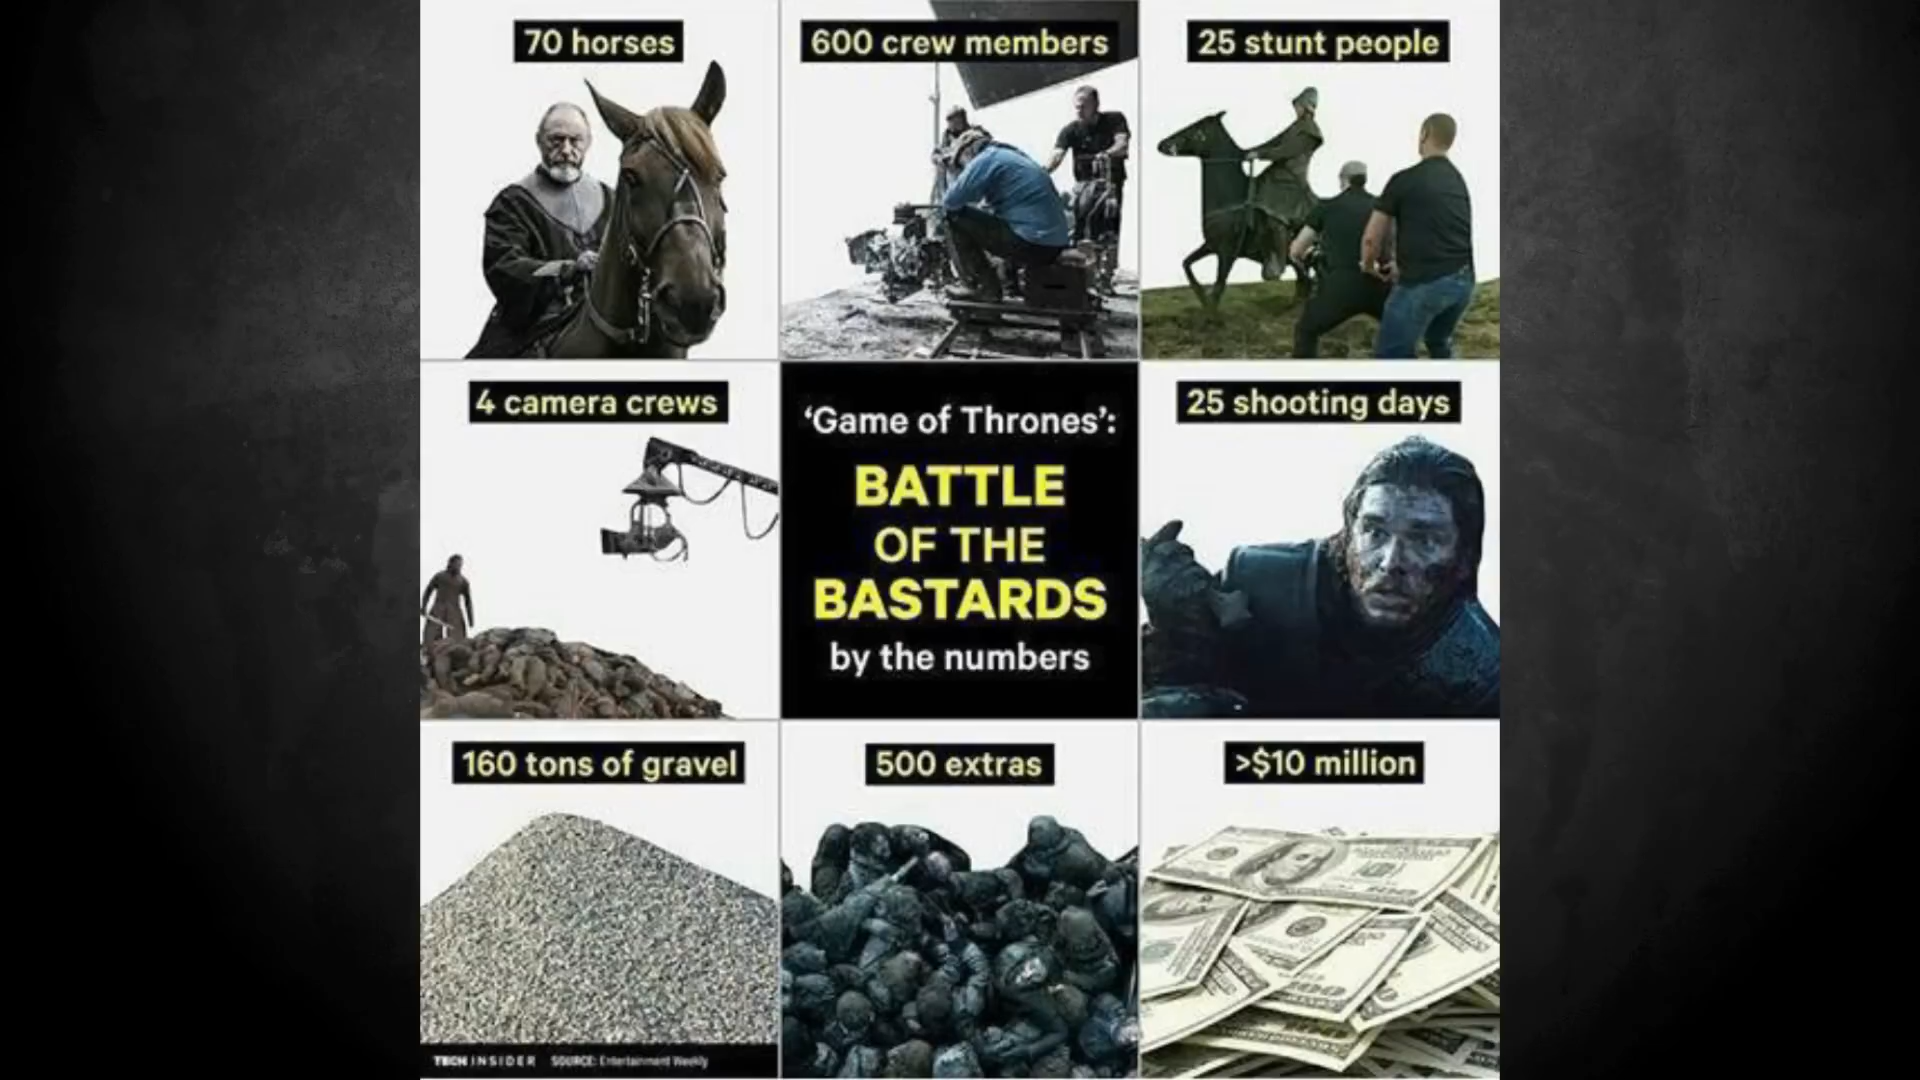 70 horses
600 crew members
25 stunt people
4 camera crews
‘Game of Thrones’:
BATTLE
OF THE
BASTARDS
by the numbers
25 shooting days
160 tons of gravel
500 extras
>$10 million
TECH INSIDER SOURCE: Entertainment Weekly